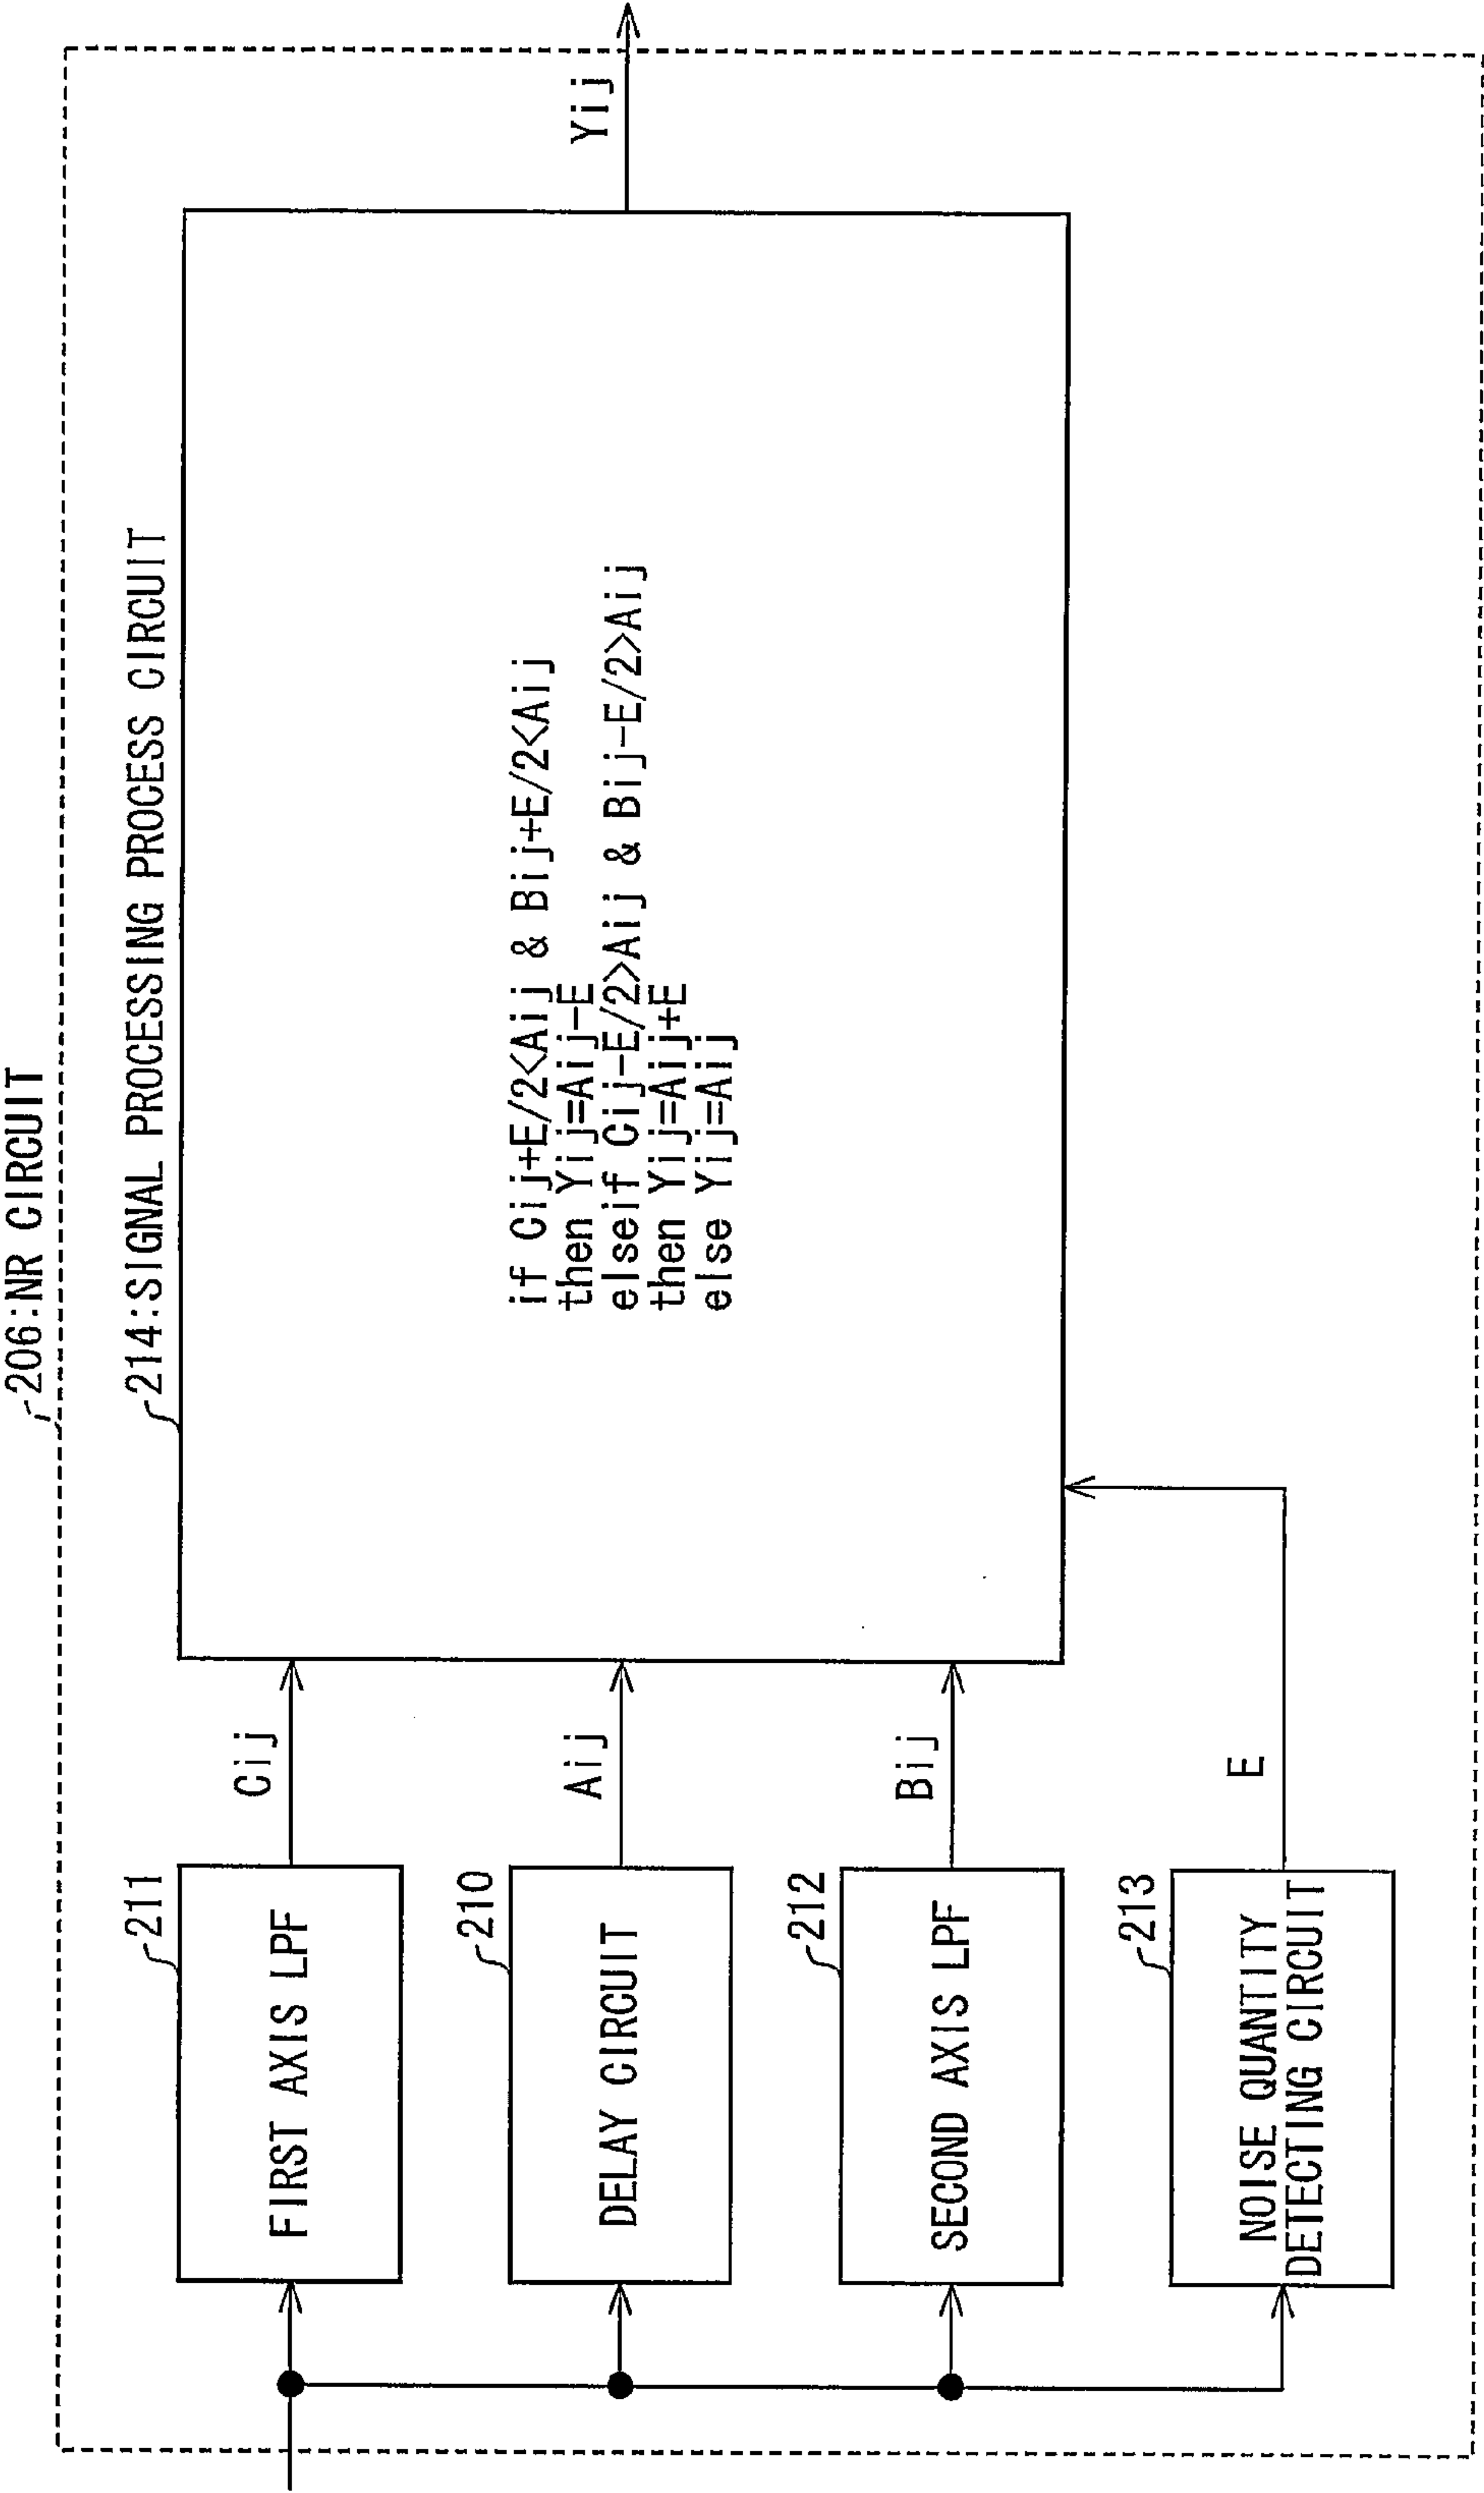 206:NR CIRCUIT
214:SIGNAL PROCESSING PROCESS CIRCUIT
211
FIRST AXIS LPF
Cij
210
DELAY CIRCUIT
Aij
212
SECOND AXIS LPF
Bij
213
NOISE QUANTITY
DETECTING CIRCUIT
E
if Cij+E/2<Aij & Bij+E/2<Aij
then Yij=Aij-E
elseif Cij-E/2>Aij & Bij-E/2>Aij
then Yij=Aij+E
else Yij=Aij
Yij